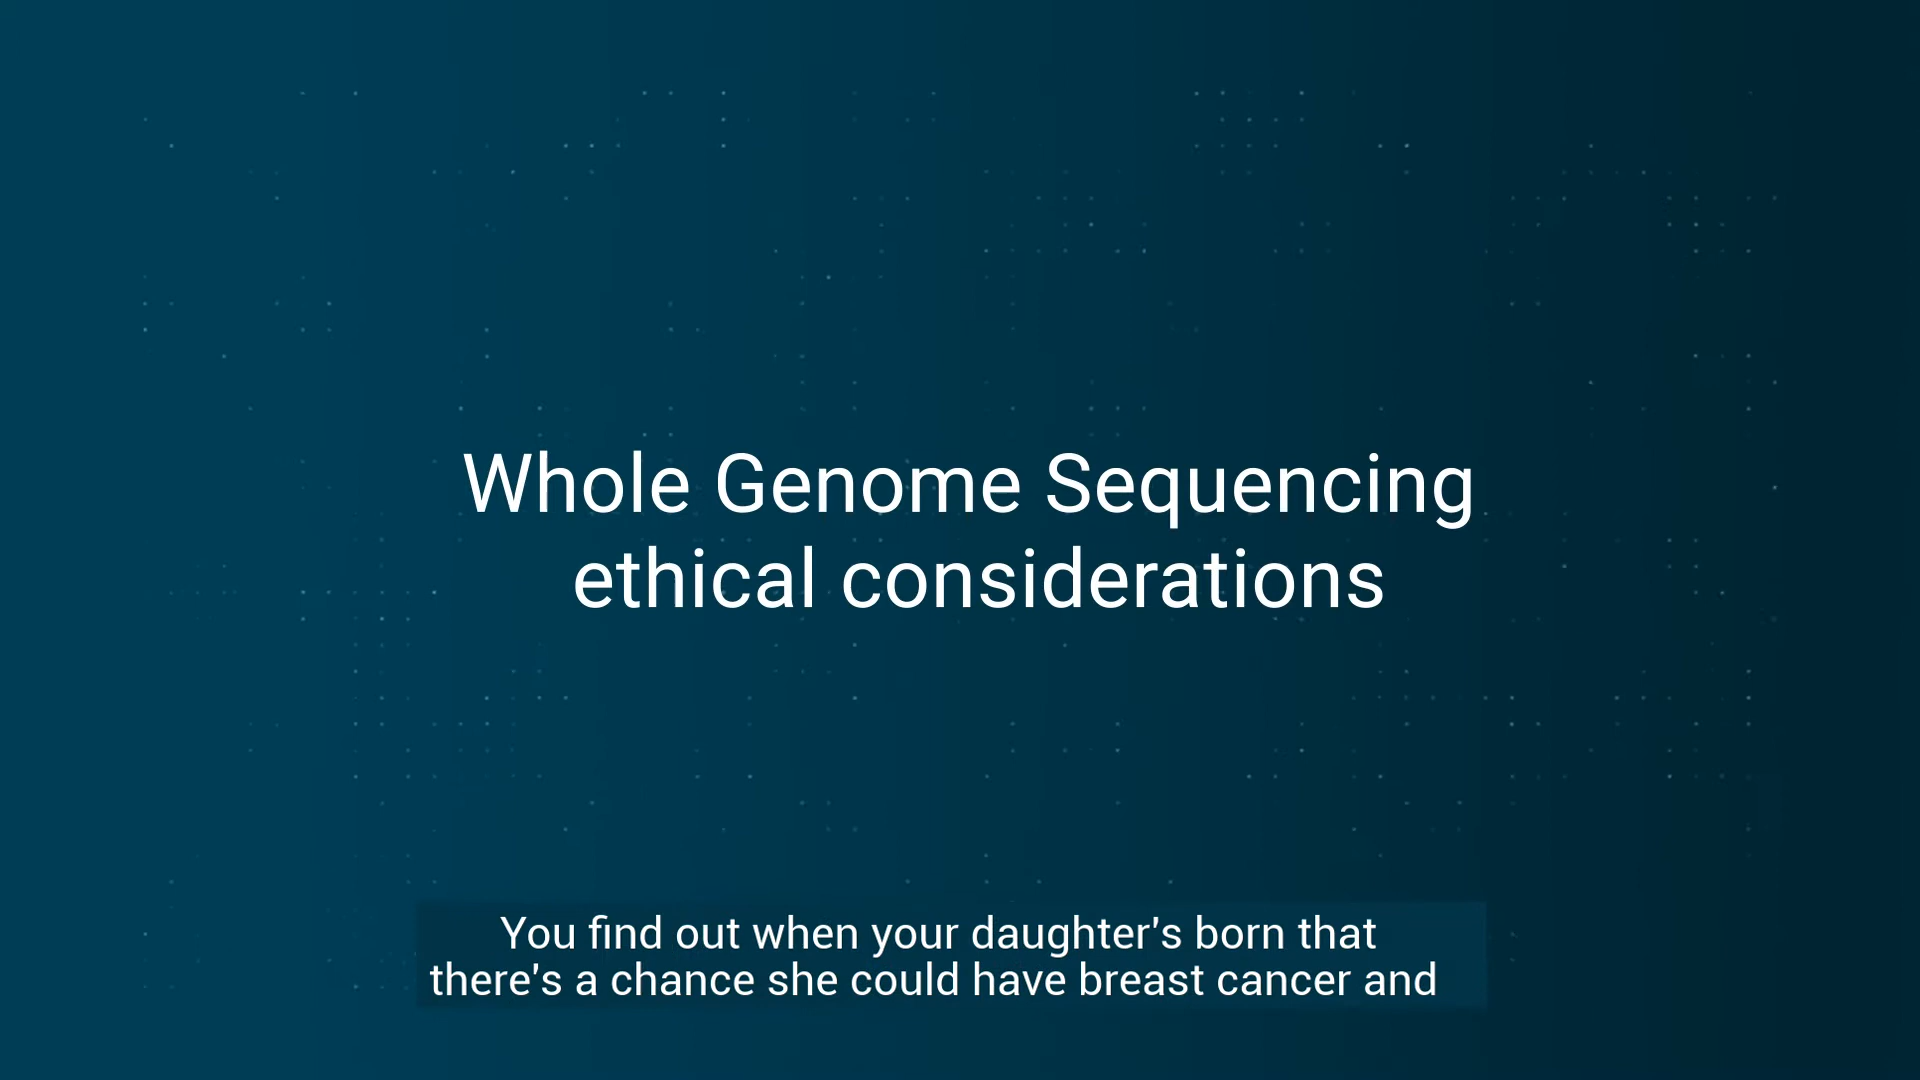 Whole Genome Sequencing
ethical considerations
You find out when your daughter's born that
there's a chance she could have breast cancer and